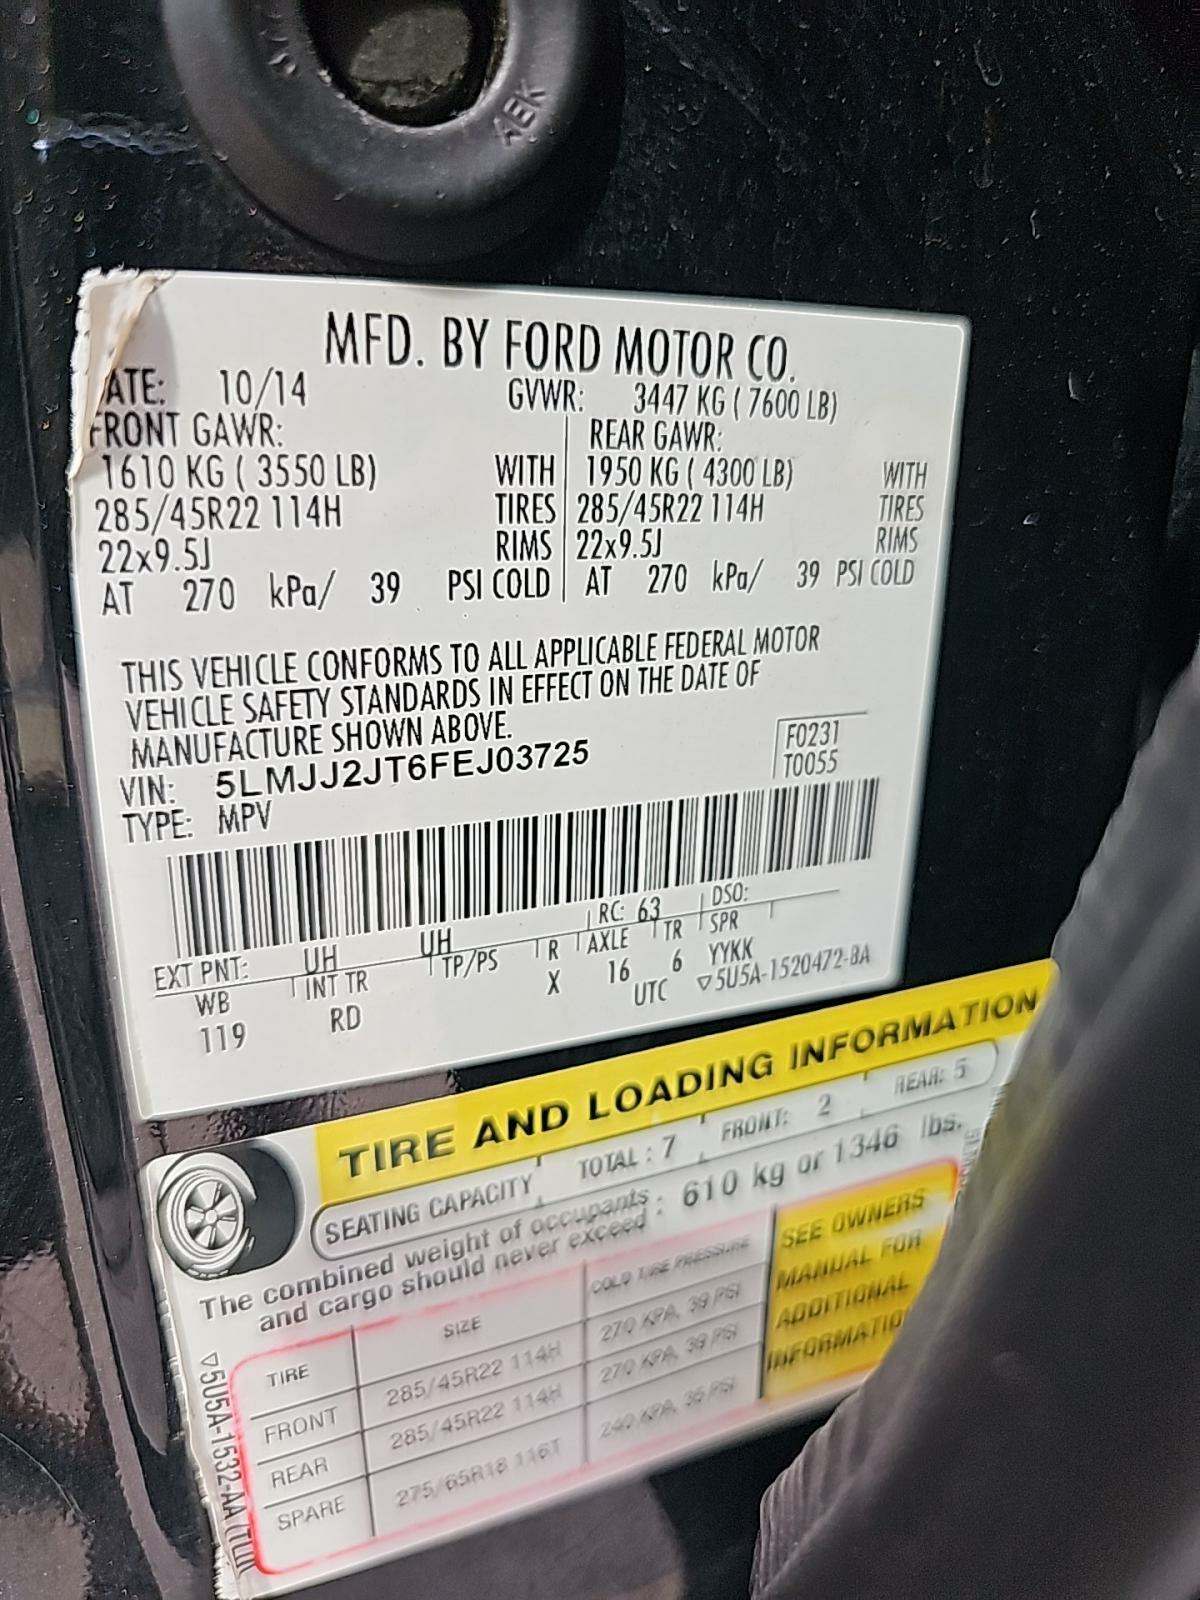 ABK
MFD. BY FORD MOTOR CO.
ATE: 10/14 GVWR: 3447 KG ( 7600 LB)
FRONT GAWR: REAR GAWR:
1610 KG ( 3550 LB) WITH 1950 KG ( 4300 LB) WITH
285/45R22 114H TIRES 285/45R22 114H TIRES
22x9.5J RIMS 22x9.5J RIMS
AT 270 kPa/ 39 PSI COLD AT 270 kPa/ 39 PSI COLD
THIS VEHICLE CONFORMS TO ALL APPLICABLE FEDERAL MOTOR
VEHICLE SAFETY STANDARDS IN EFFECT ON THE DATE OF
MANUFACTURE SHOWN ABOVE.
VIN: 5LMJJ2JT6FEJ03725 F0231
TYPE: MPV T0055
EXT PNT: UH UH RC: 63 DSO:
WB INT TR TP/PS R AXLE TR SPR
119 RD X 16 6 YYKK
UTC ▽5U5A-1520472-BA
TIRE AND LOADING INFORMATION
SEATING CAPACITY TOTAL : 7 FRONT: 2 REAR: 5
The combined weight of occupants
and cargo should never exceed : 610 kg or 1346 lbs.
TIRE SIZE COLD TIRE PRESSURE
FRONT 285/45R22 114H 270 KPA, 39 PSI
REAR 285/45R22 114H 270 KPA, 39 PSI
SPARE 275/65R18 116T 240 KPA, 35 PSI
SEE OWNERS
MANUAL FOR
ADDITIONAL
INFORMATIO
▽5U5A-1532-AA